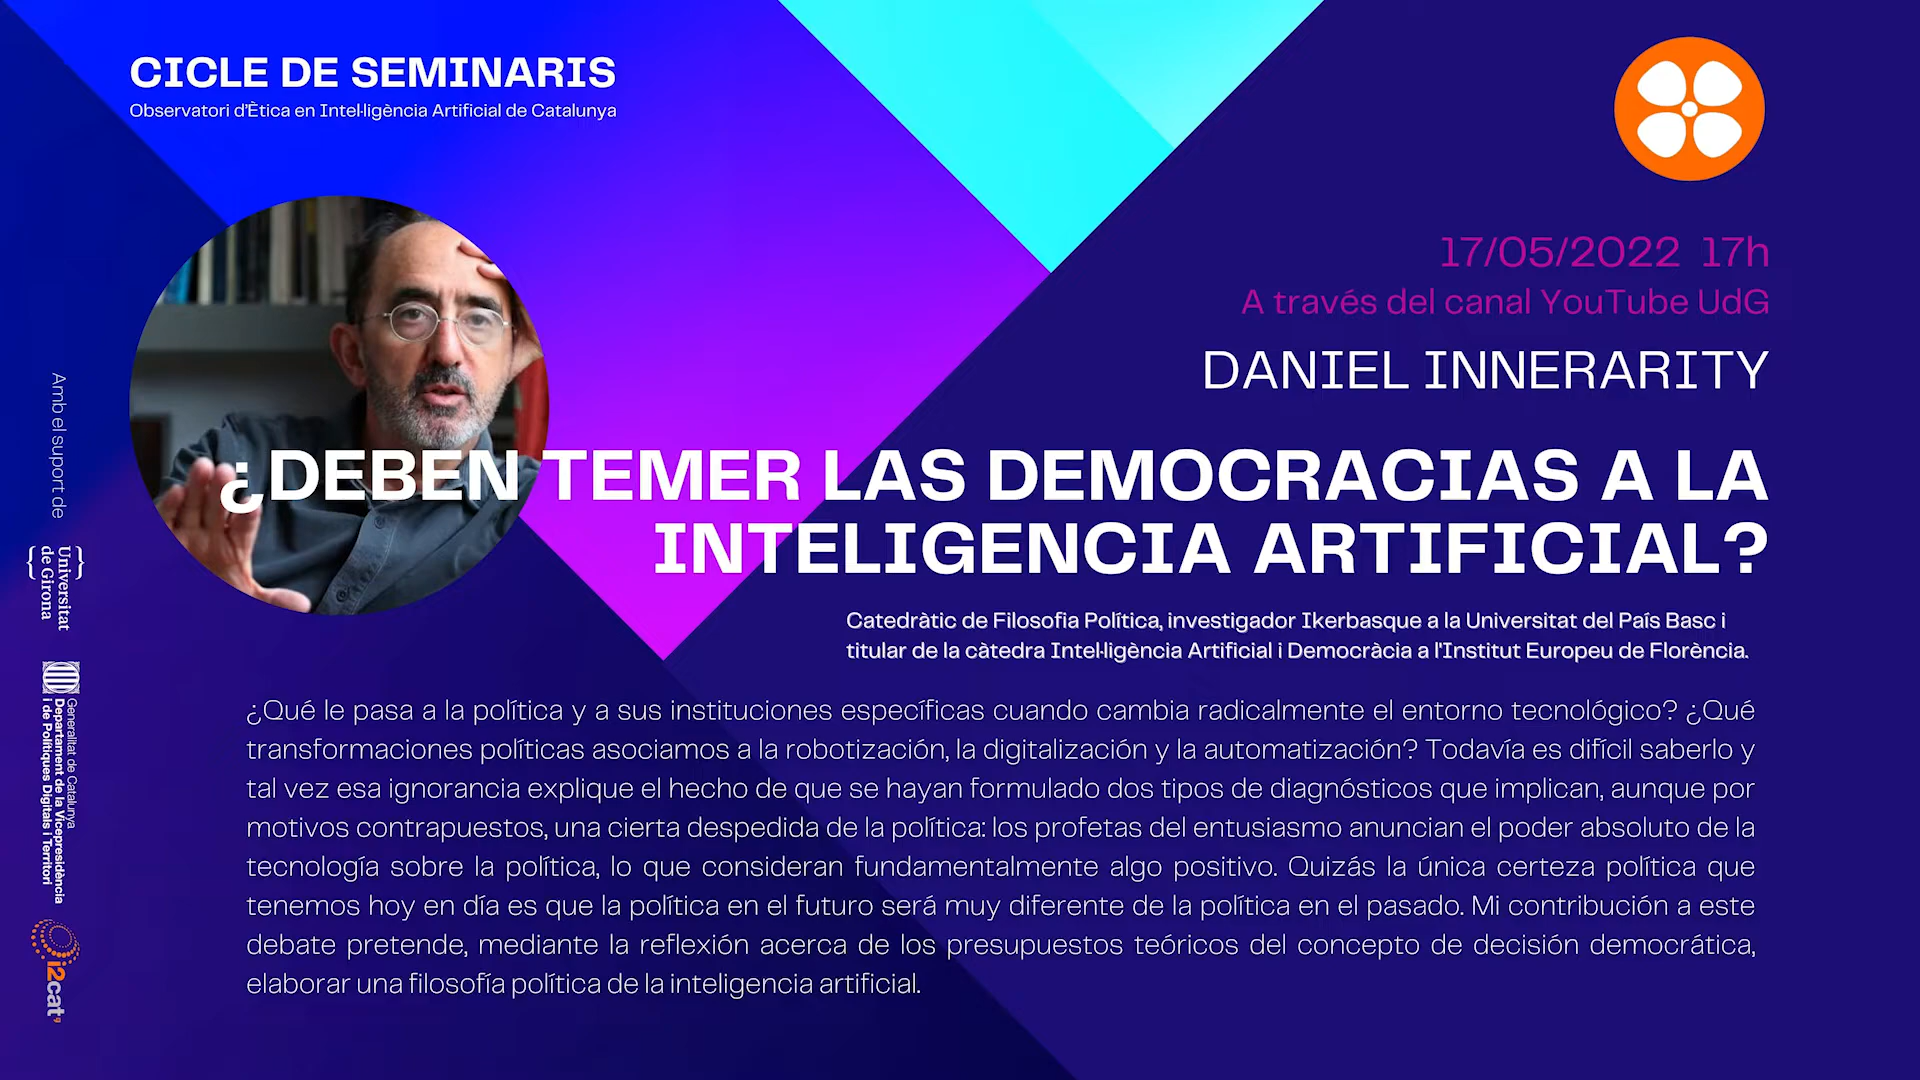 CICLE DE SEMINARIS
Observatori d'Ètica en Intel·ligència Artificial de Catalunya
17/05/2022 17h
A través del canal YouTube UdG
DANIEL INNERARITY
¿DEBEN TEMER LAS DEMOCRACIAS A LA
INTELIGENCIA ARTIFICIAL?
Catedràtic de Filosofia Política, investigador Ikerbasque a la Universitat del País Basc i
titular de la càtedra Intel·ligència Artificial i Democràcia a l'Institut Europeu de Florència.
¿Qué le pasa a la política y a sus instituciones específicas cuando cambia radicalmente el entorno tecnológico? ¿Qué
transformaciones políticas asociamos a la robotización, la digitalización y la automatización? Todavía es difícil saberlo y
tal vez esa ignorancia explique el hecho de que se hayan formulado dos tipos de diagnósticos que implican, aunque por
motivos contrapuestos, una cierta despedida de la política: los profetas del entusiasmo anuncian el poder absoluto de la
tecnología sobre la política, lo que consideran fundamentalmente algo positivo. Quizás la única certeza política que
tenemos hoy en día es que la política en el futuro será muy diferente de la política en el pasado. Mi contribución a este
debate pretende, mediante la reflexión acerca de los presupuestos teóricos del concepto de decisión democrática,
elaborar una filosofía política de la inteligencia artificial.
Amb el suport de
Universitat
de Girona
Generalitat de Catalunya
Departament de la Vicepresidència
i de Polítiques Digitals i Territori
i2cat